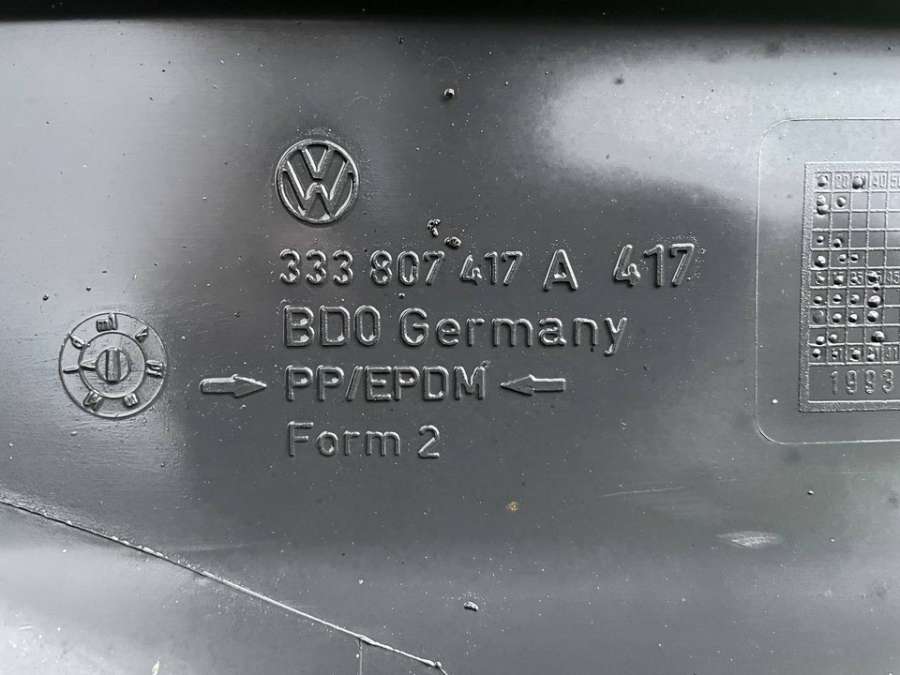 333 807 417 A 417
BDO Germany
PP/EPDM
Form 2
1993